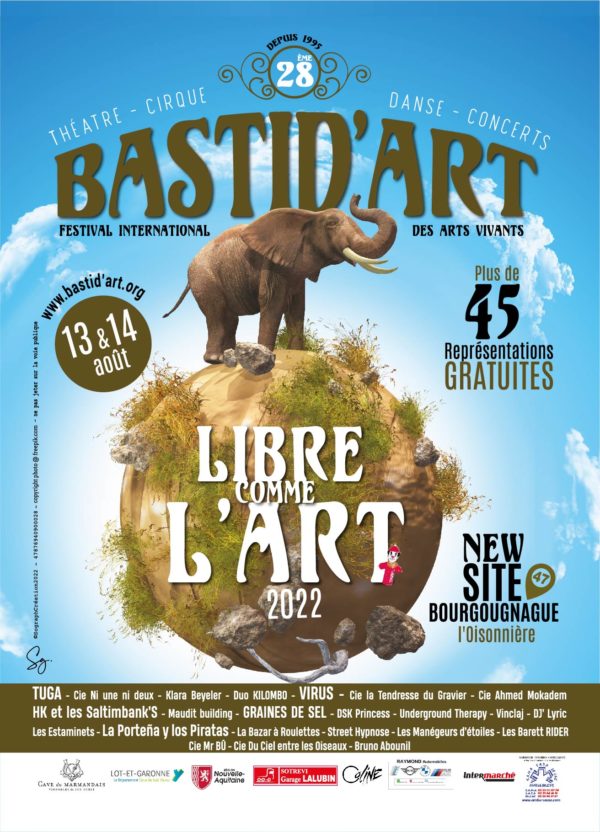 DEPUIS 1995
28 ÈME
THÉATRE - CIRQUE
DANSE - CONCERTS
BASTID'ART
FESTIVAL INTERNATIONAL
DES ARTS VIVANTS
www.bastid'art.org
13 & 14
août
Plus de
45
Représentations
GRATUITES
LIBRE
COMME
L'ART
2022
NEW
SITE
47
BOURGOUGNAGUE
l'Oisonnière
TUGA - Cie Ni une ni deux - Klara Beyeler - Duo KILOMBO - VIRUS - Cie la Tendresse du Gravier - Cie Ahmed Mokadem
HK et les Saltimbank'S - Maudit building - GRAINES DE SEL - DSK Princess - Underground Therapy - Vinclaj - DJ' Lyric
Les Estaminets - La Porteña y los Piratas - La Bazar à Roulettes - Street Hypnose - Les Manégeurs d'étoiles - Les Barett RIDER
Cie Mr BÛ - Cie Du Ciel entre les Oiseaux - Bruno Abounil
CAVE du MARMANDAIS
LOT-ET-GARONNE
Nouvelle-
Aquitaine
SOTREVI
Garage LALUBIN
RAYMOND Automobiles
intermarché